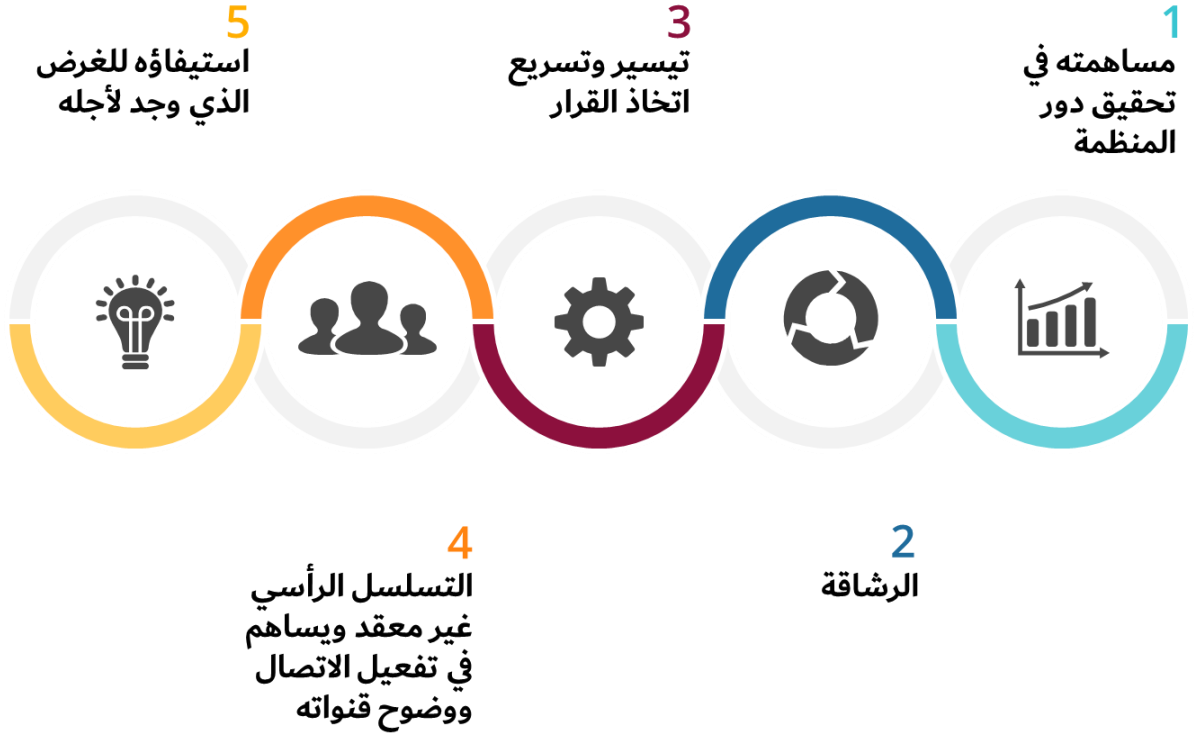 1
مساهمته في
تحقيق دور
المنظمة
2
الرشاقة
3
تيسير وتسريع
اتخاذ القرار
4
التسلسل الرأسي
غير معقد ويساهم
في تفعيل الاتصال
ووضوح قنواته
5
استيفاؤه للغرض
الذي وجد لأجله